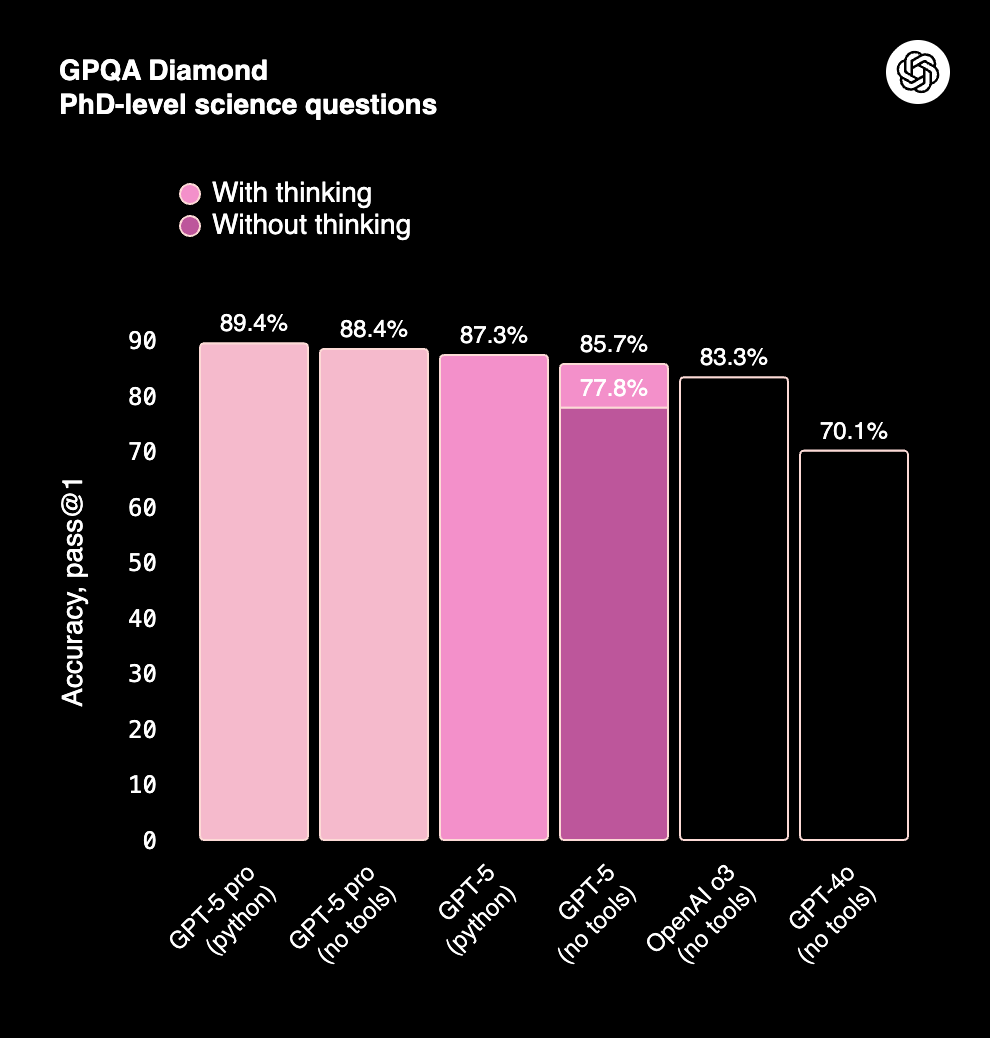 GPQA Diamond
PhD-level science questions
With thinking
Without thinking
Accuracy, pass@1
90
80
70
60
50
40
30
20
10
0
89.4%
88.4%
87.3%
85.7%
77.8%
83.3%
70.1%
GPT-5 pro
(python)
GPT-5 pro
(no tools)
GPT-5
(python)
GPT-5
(no tools)
OpenAI o3
(no tools)
GPT-4o
(no tools)